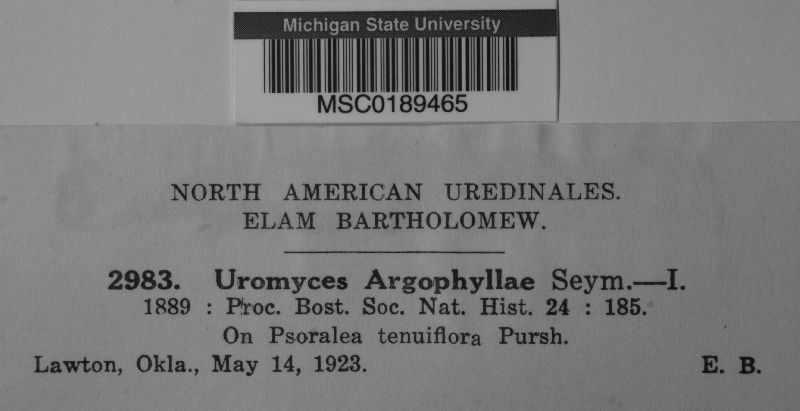 Michigan State University
MSC0189465
NORTH AMERICAN UREDINALES.
ELAM BARTHOLOMEW.
2983. Uromyces Argophyllae Seym.—I.
1889 : Proc. Bost. Soc. Nat. Hist. 24 : 185.
On Psoralea tenuiflora Pursh.
Lawton, Okla., May 14, 1923. E. B.